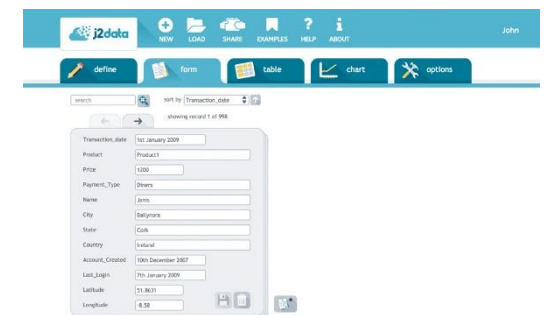 j2data
NEW LOAD SHARE EXAMPLES HELP ABOUT
John
define form table chart options
search sort by Transaction_date
showing record 1 of 998
Transaction_date 1st January 2009
Product Product1
Price 1200
Payment_Type Diners
Name
City
State Cork
Country Ireland
Account_Created 10th December 2007
Last_Login 7th January 2009
Latitude 51.8631
Longitude -8.58